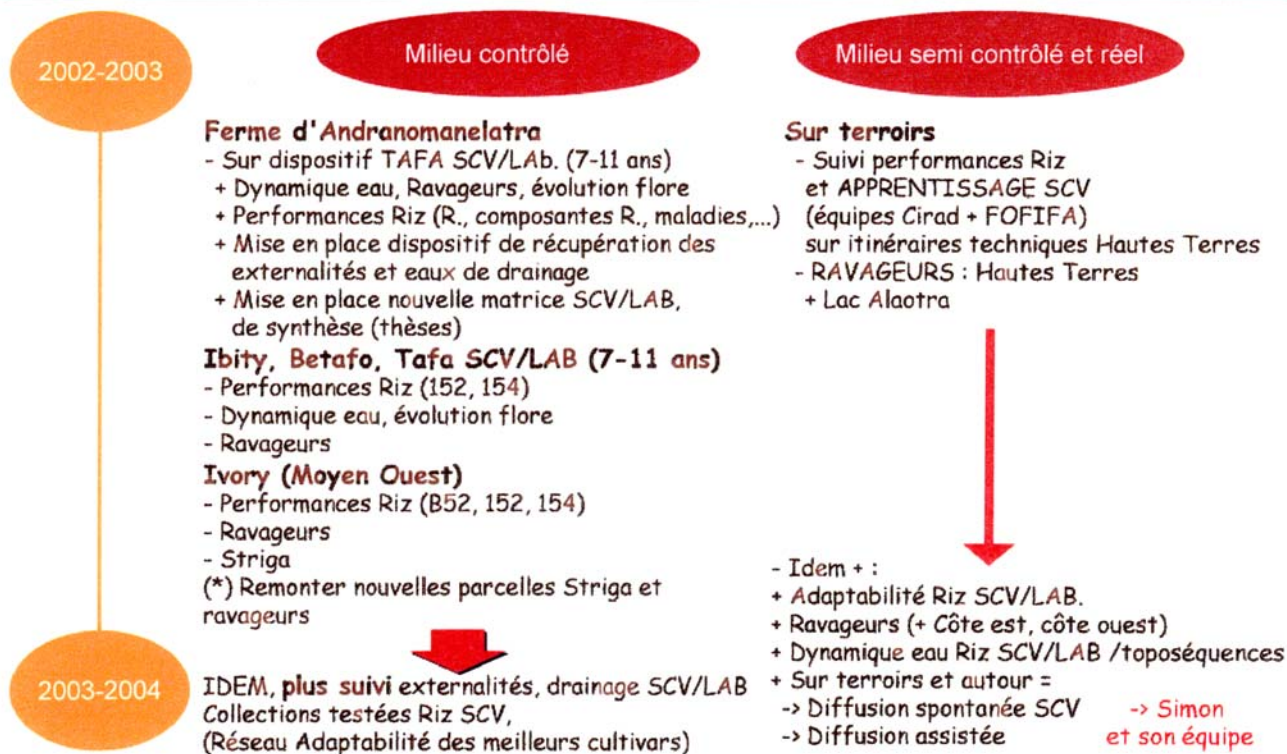 2002-2003
Milieu contrôlé
Milieu semi contrôlé et réel
Ferme d'Andranomanelatra
- Sur dispositif TAFA SCV/LAb. (7-11 ans)
+ Dynamique eau, Ravageurs, évolution flore
+ Performances Riz (R., composantes R., maladies,...)
+ Mise en place dispositif de récupération des
externalités et eaux de drainage
+ Mise en place nouvelle matrice SCV/LAB,
de synthèse (thèses)
Ibity, Betafo, Tafa SCV/LAB (7-11 ans)
- Performances Riz (152, 154)
- Dynamique eau, évolution flore
- Ravageurs
Ivory (Moyen Ouest)
- Performances Riz (B52, 152, 154)
- Ravageurs
- Striga
(*) Remonter nouvelles parcelles Striga et
ravageurs
Sur terroirs
- Suivi performances Riz
et APPRENTISSAGE SCV
(équipes Cirad + FOFIFA)
sur itinéraires techniques Hautes Terres
- RAVAGEURS : Hautes Terres
+ Lac Alaotra
2003-2004
IDEM, plus suivi externalités, drainage SCV/LAB
Collections testées Riz SCV,
(Réseau Adaptabilité des meilleurs cultivars)
- Idem + :
+ Adaptabilité Riz SCV/LAB.
+ Ravageurs (+ Côte est, côte ouest)
+ Dynamique eau Riz SCV/LAB /toposéquences
+ Sur terroirs et autour =
-> Diffusion spontanée SCV -> Simon
-> Diffusion assistée et son équipe